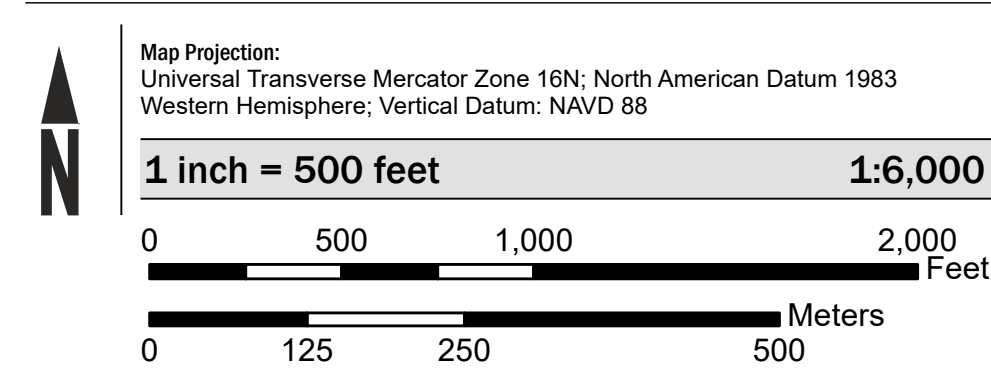 Map Projection:
Universal Transverse Mercator Zone 16N; North American Datum 1983
Western Hemisphere; Vertical Datum: NAVD 88
N
1 inch = 500 feet 1:6,000
0 500 1,000 2,000
Feet
Meters
0 125 250 500